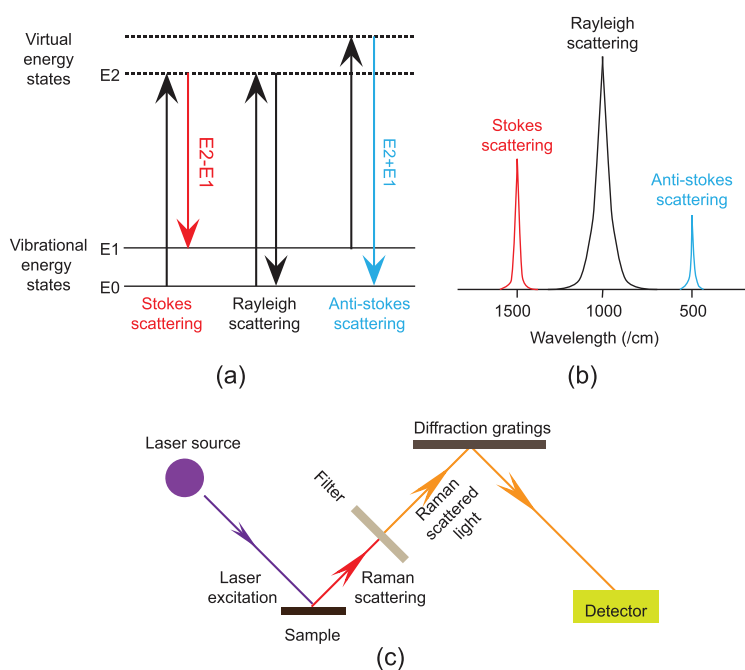 Virtual
energy
states
E2
E2-E1
E2+E1
Vibrational
energy
states
E1
E0
Stokes
scattering
Rayleigh
scattering
Anti-stokes
scattering
(a)
Rayleigh
scattering
Stokes
scattering
Anti-stokes
scattering
1500
1000
500
Wavelength (/cm)
(b)
Laser source
Laser
excitation
Sample
Filter
Raman
scattering
Raman
scattered
light
Diffraction gratings
Detector
(c)